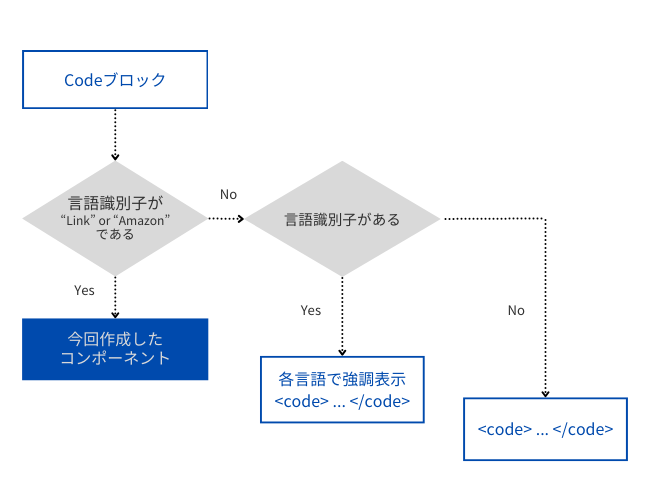 Codeブロック
言語識別子が
“Link” or “Amazon”
である
No
言語識別子がある
Yes
今回作成した
コンポーネント
Yes
各言語で強調表示
<code> ... </code>
No
<code> ... </code>